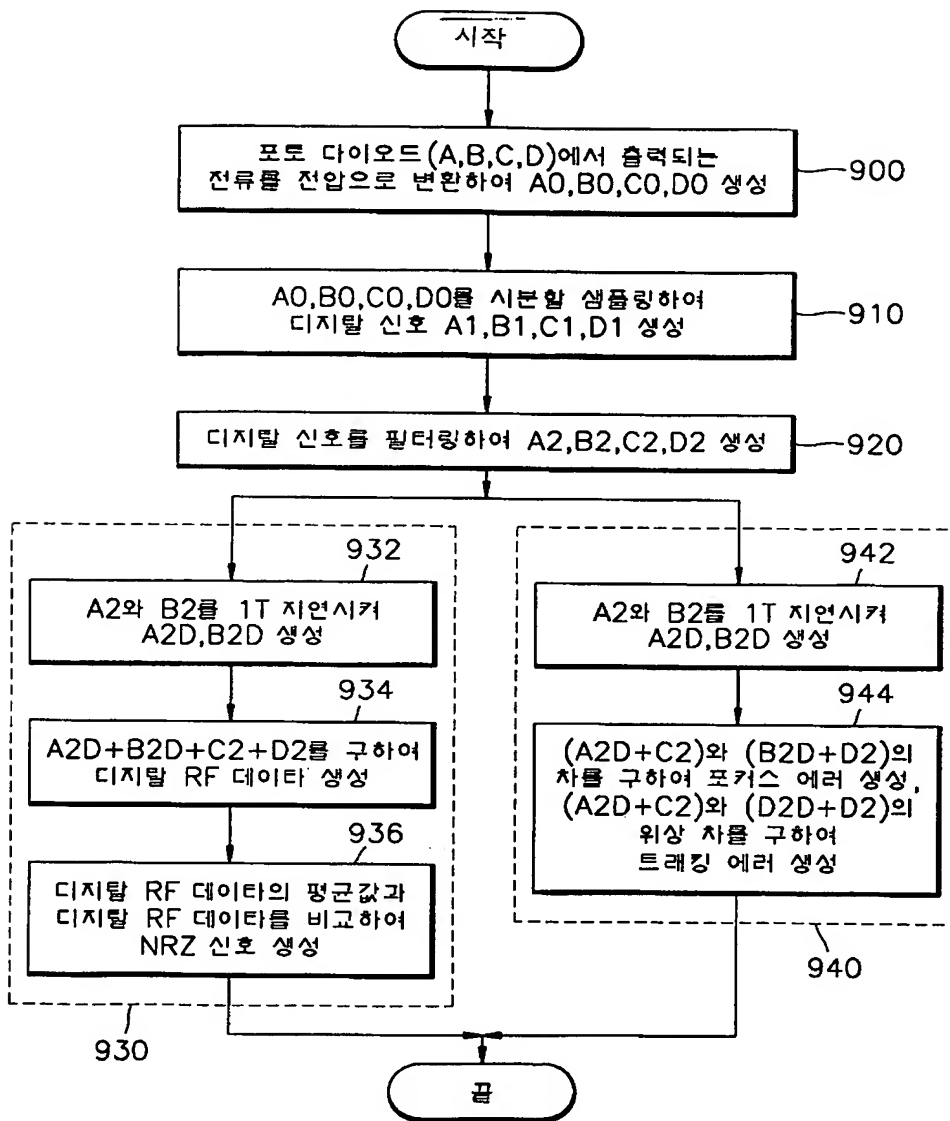 시작
포토 다이오드(A,B,C,D)에서 출력되는
전류를 전압으로 변환하여 A0,B0,C0,D0 생성
900
A0,B0,C0,D0를 시분할 샘플링하여
디지탈 신호 A1,B1,C1,D1 생성
910
디지탈 신호를 필터링하여 A2,B2,C2,D2 생성
920
932
A2와 B2를 1T 지연시켜
A2D,B2D 생성
934
A2D+B2D+C2+D2를 구하여
디지탈 RF 데이타 생성
936
디지탈 RF 데이타의 평균값과
디지탈 RF 데이타를 비교하여
NRZ 신호 생성
930
942
A2와 B2를 1T 지연시켜
A2D,B2D 생성
944
(A2D+C2)와 (B2D+D2)의
차를 구하여 포커스 에러 생성,
(A2D+C2)와 (D2D+D2)의
위상 차를 구하여
트래킹 에러 생성
940
끝